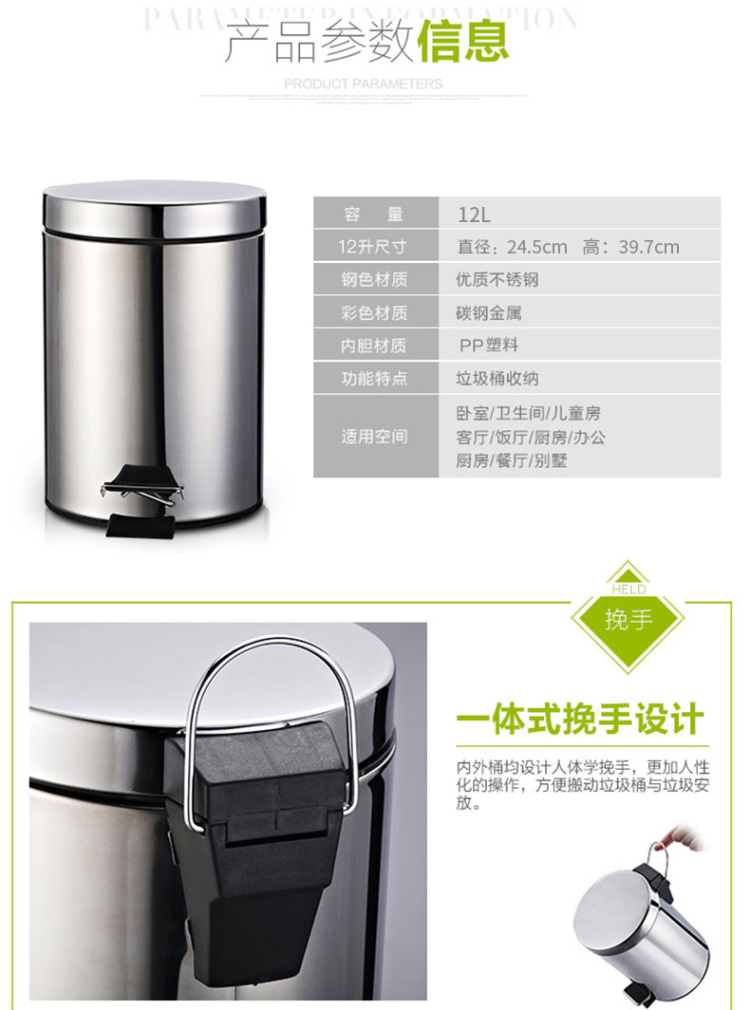 PARAMETER INFORMATION
产品参数信息
PRODUCT PARAMETERS
容 量 12L
12升尺寸 直径：24.5cm 高：39.7cm
钢色材质 优质不锈钢
彩色材质 碳钢金属
内胆材质 PP塑料
功能特点 垃圾桶收纳
适用空间 卧室/卫生间/儿童房
客厅/饭厅/厨房/办公
厨房/餐厅/别墅
HELD
挽手
一体式挽手设计
内外桶均设计人体学挽手，更加人性
化的操作，方便搬动垃圾桶与垃圾安
放。